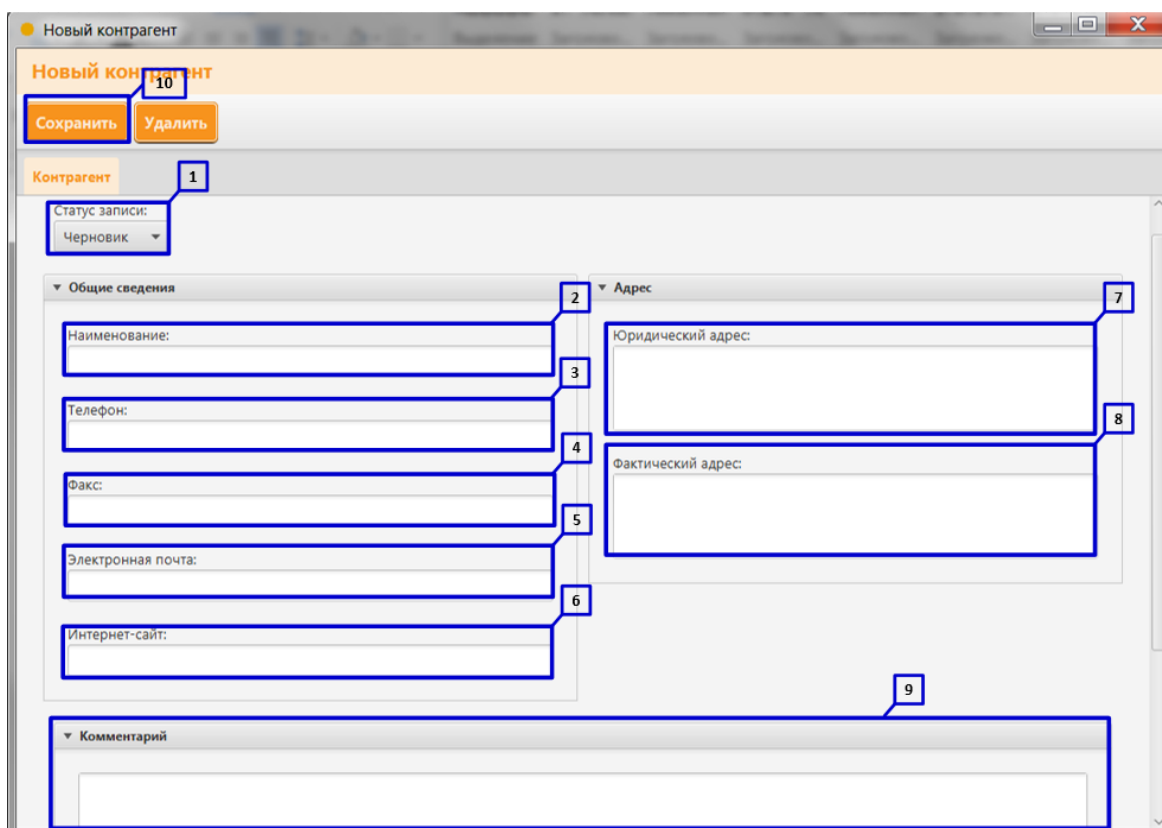 Новый контрагент
Новый контрагент
10
Сохранить Удалить
Контрагент
1
Статус записи:
Черновик
Общие сведения
Адрес
2
7
Наименование:
Юридический адрес:
3
Телефон:
8
4
Фактический адрес:
Факс:
5
Электронная почта:
6
Интернет-сайт:
9
Комментарий